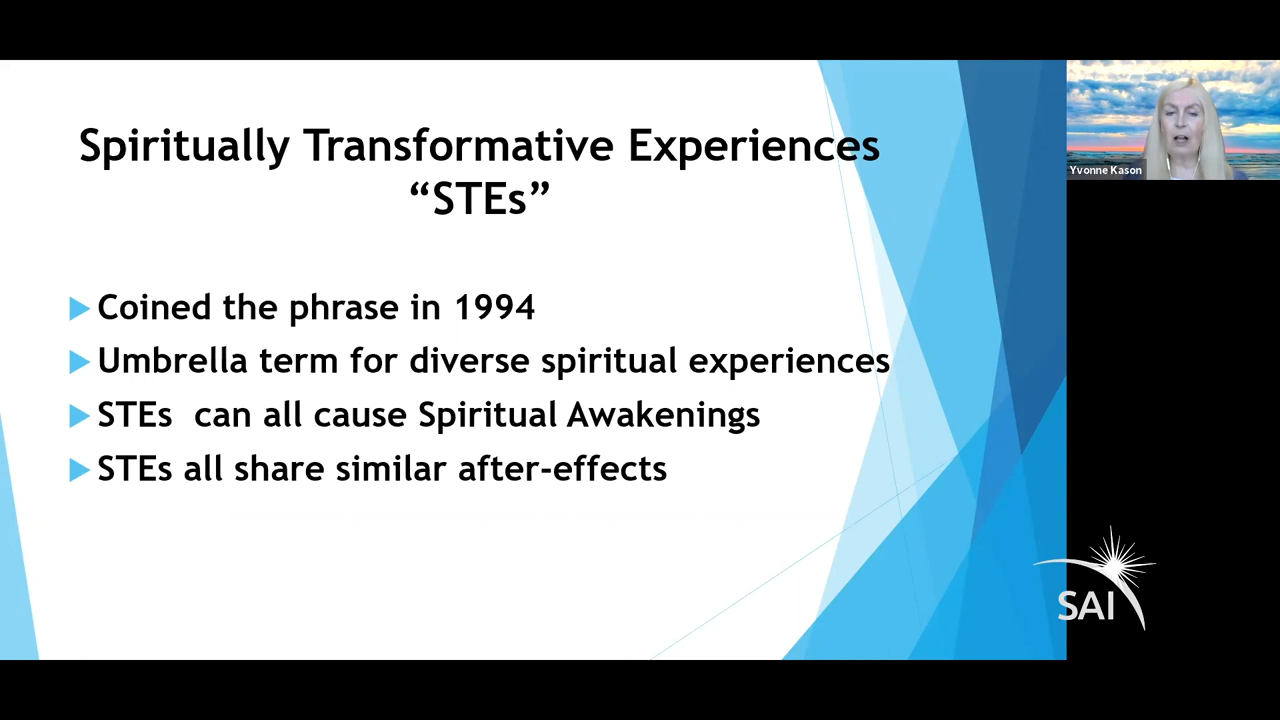 Spiritually Transformative Experiences
“STEs”
Coined the phrase in 1994
Umbrella term for diverse spiritual experiences
STEs can all cause Spiritual Awakenings
STEs all share similar after-effects
Yvonne Kason
SAI